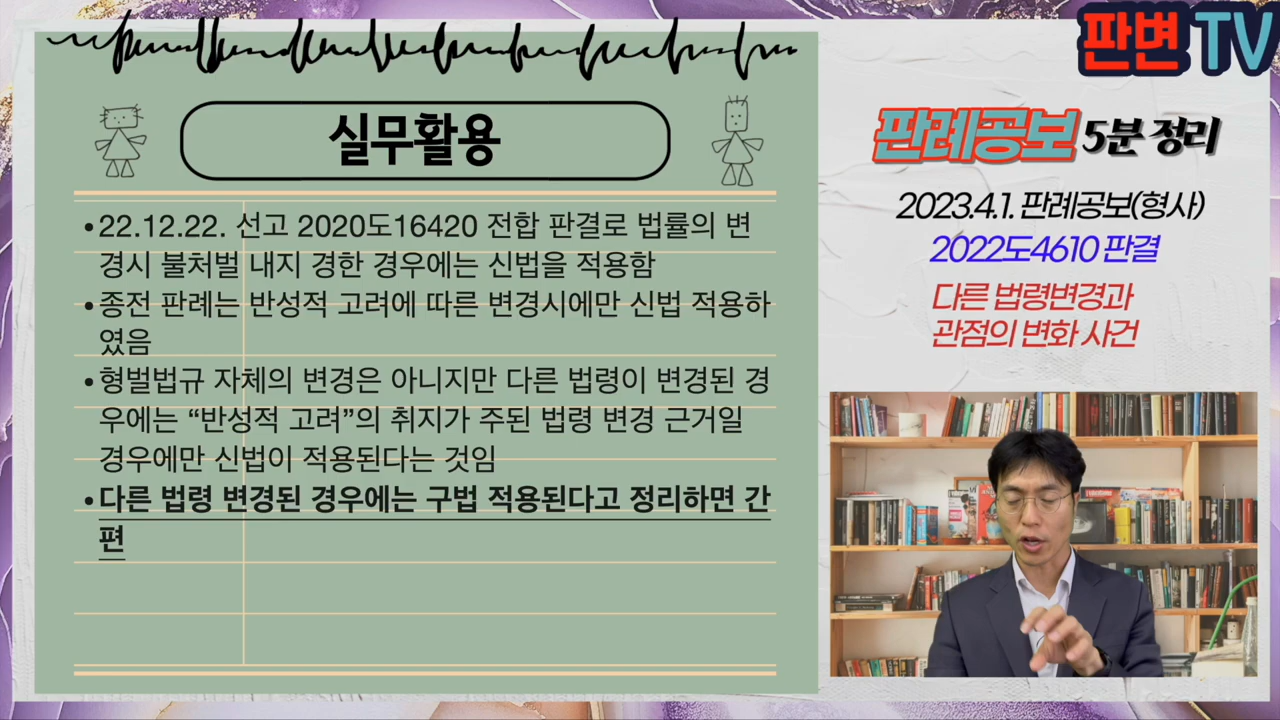 판변 TV
실무활용
•22.12.22. 선고 2020도16420 전합 판결로 법률의 변
경시 불처벌 내지 경한 경우에는 신법을 적용함
•종전 판례는 반성적 고려에 따른 변경시에만 신법 적용하
였음
•형벌법규 자체의 변경은 아니지만 다른 법령이 변경된 경
우에는 “반성적 고려”의 취지가 주된 법령 변경 근거일
경우에만 신법이 적용된다는 것임
•다른 법령 변경된 경우에는 구법 적용된다고 정리하면 간
편
판례공보 5분 정리
2023.4.1. 판례공보(형사)
2022도4610 판결
다른 법령변경과
관점의 변화 사건